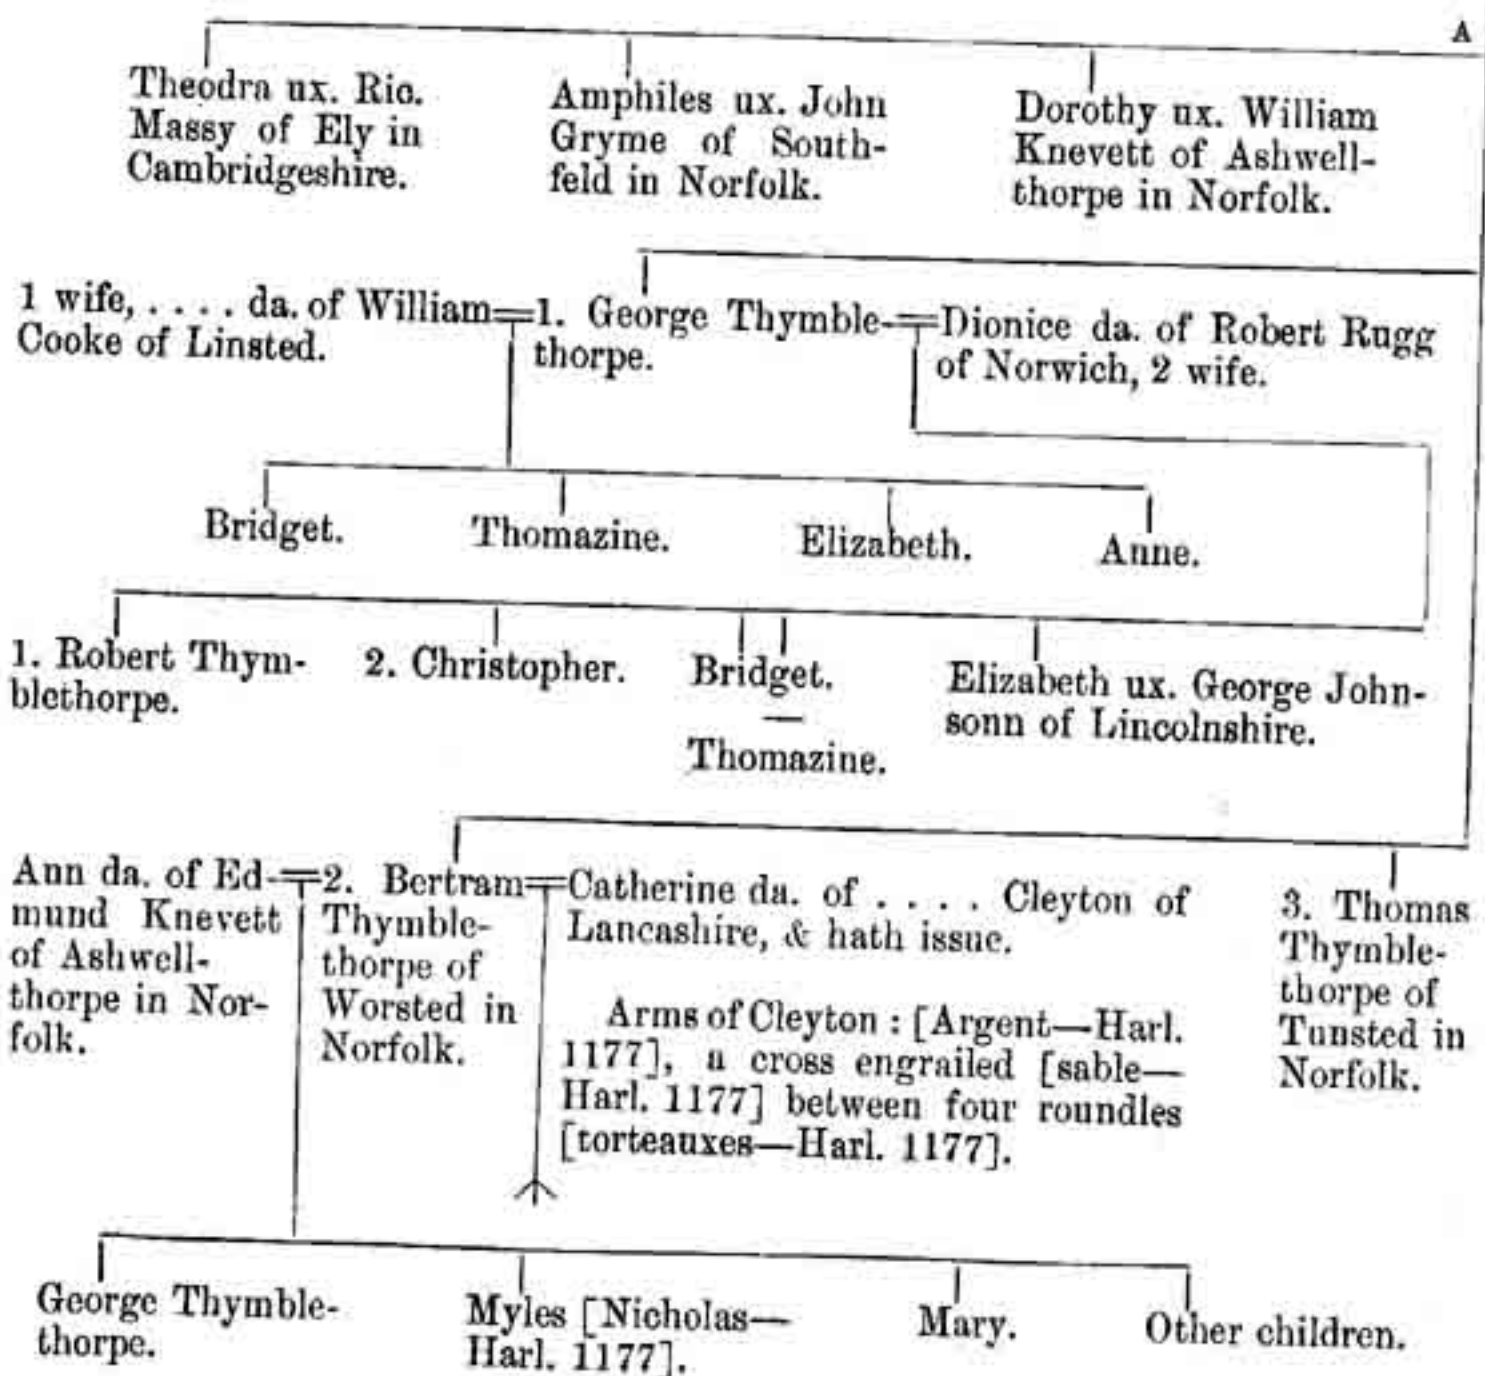 A
Theodra ux. Ric.
Massy of Ely in
Cambridgeshire.
Amphiles ux. John
Gryme of South-
feld in Norfolk.
Dorothy ux. William
Knevett of Ashwell-
thorpe in Norfolk.
1 wife, . . . . da. of William
Cooke of Linsted.
1. George Thymble-
thorpe.
Dionice da. of Robert Rugg
of Norwich, 2 wife.
Bridget.
Thomazine.
Elizabeth.
Anne.
1. Robert Thym-
blethorpe.
2. Christopher.
Bridget.
—
Thomazine.
Elizabeth ux. George John-
sonn of Lincolnshire.
Ann da. of Ed-
mund Knevett
of Ashwell-
thorpe in Nor-
folk.
2. Bertram
Thymble-
thorpe of
Worsted in
Norfolk.
Catherine da. of . . . . Cleyton of
Lancashire, & hath issue.
Arms of Cleyton : [Argent—Harl.
1177], a cross engrailed [sable—
Harl. 1177] between four roundles
[torteauxes—Harl. 1177].
3. Thomas
Thymble-
thorpe of
Tunsted in
Norfolk.
George Thymble-
thorpe.
Myles [Nicholas—
Harl. 1177].
Mary.
Other children.